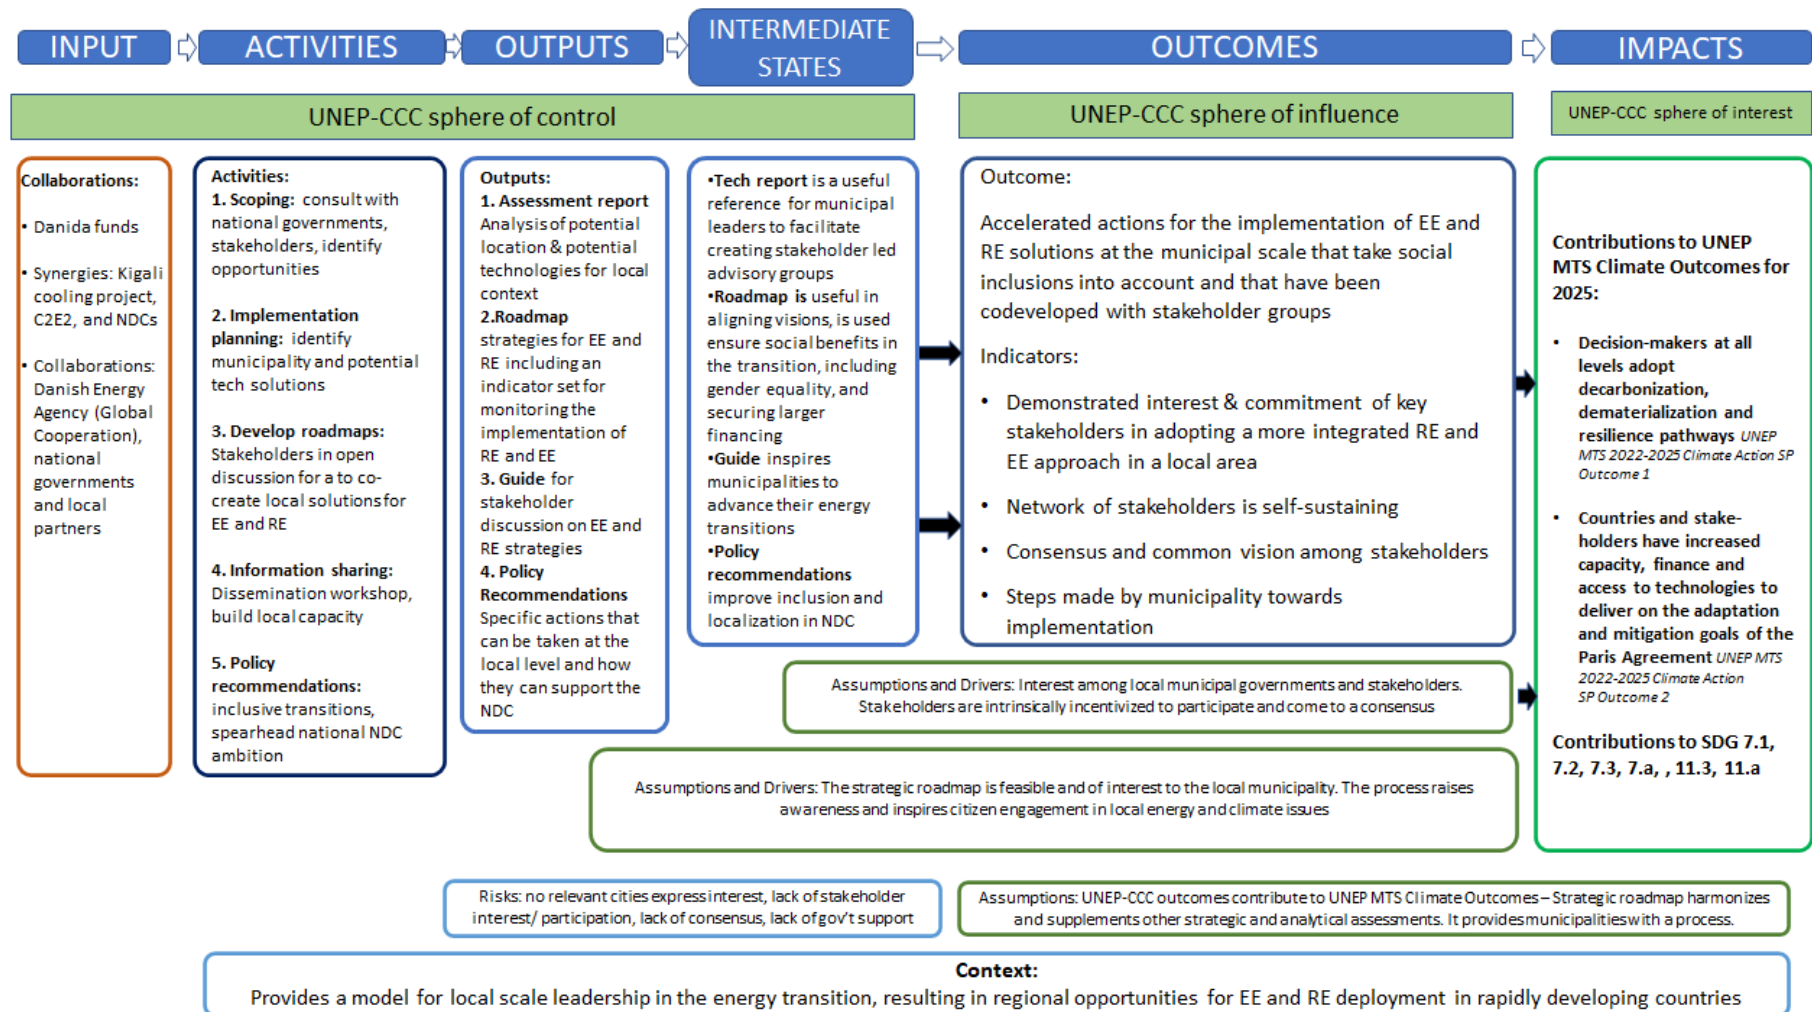 INPUT
ACTIVITIES
OUTPUTS
INTERMEDIATE
STATES
OUTCOMES
IMPACTS
UNEP-CCC sphere of control
UNEP-CCC sphere of influence
UNEP-CCC sphere of interest
Collaborations:
• Danida funds
• Synergies: Kigali
cooling project,
C2E2, and NDCs
• Collaborations:
Danish Energy
Agency (Global
Cooperation),
national
governments
and local
partners
Activities:
1. Scoping: consult with
national governments,
stakeholders, identify
opportunities
2. Implementation
planning: identify
municipality and potential
tech solutions
3. Develop roadmaps:
Stakeholders in open
discussion for a to co-
create local solutions for
EE and RE
4. Information sharing:
Dissemination workshop,
build local capacity
5. Policy
recommendations:
inclusive transitions,
spearhead national NDC
ambition
Outputs:
1. Assessment report
Analysis of potential
location & potential
technologies for local
context
2.Roadmap
strategies for EE and
RE including an
indicator set for
monitoring the
implementation of
RE and EE
3. Guide for
stakeholder
discussion on EE and
RE strategies
4. Policy
Recommendations
Specific actions that
can be taken at the
local level and how
they can support the
NDC
•Tech report is a useful
reference for municipal
leaders to facilitate
creating stakeholder led
advisory groups
•Roadmap is useful in
aligning visions, is used
ensure social benefits in
the transition, including
gender equality, and
securing larger
financing
•Guide inspires
municipalities to
advance their energy
transitions
•Policy
recommendations
improve inclusion and
localization in NDC
Outcome:
Accelerated actions for the implementation of EE and
RE solutions at the municipal scale that take social
inclusions into account and that have been
codeveloped with stakeholder groups
Indicators:
• Demonstrated interest & commitment of key
stakeholders in adopting a more integrated RE and
EE approach in a local area
• Network of stakeholders is self-sustaining
• Consensus and common vision among stakeholders
• Steps made by municipality towards
implementation
Contributions to UNEP
MTS Climate Outcomes for
2025:
• Decision-makers at all
levels adopt
decarbonization,
dematerialization and
resilience pathways UNEP
MTS 2022-2025 Climate Action SP
Outcome 1
• Countries and stake-
holders have increased
capacity, finance and
access to technologies to
deliver on the adaptation
and mitigation goals of the
Paris Agreement UNEP MTS
2022-2025 Climate Action
SP Outcome 2
Contributions to SDG 7.1,
7.2, 7.3, 7.a, , 11.3, 11.a
Assumptions and Drivers: Interest among local municipal governments and stakeholders.
Stakeholders are intrinsically incentivized to participate and come to a consensus
Assumptions and Drivers: The strategic roadmap is feasible and of interest to the local municipality. The process raises
awareness and inspires citizen engagement in local energy and climate issues
Risks: no relevant cities express interest, lack of stakeholder
interest/ participation, lack of consensus, lack of gov't support
Assumptions: UNEP-CCC outcomes contribute to UNEP MTS Climate Outcomes – Strategic roadmap harmonizes
and supplements other strategic and analytical assessments. It provides municipalities with a process.
Context:
Provides a model for local scale leadership in the energy transition, resulting in regional opportunities for EE and RE deployment in rapidly developing countries